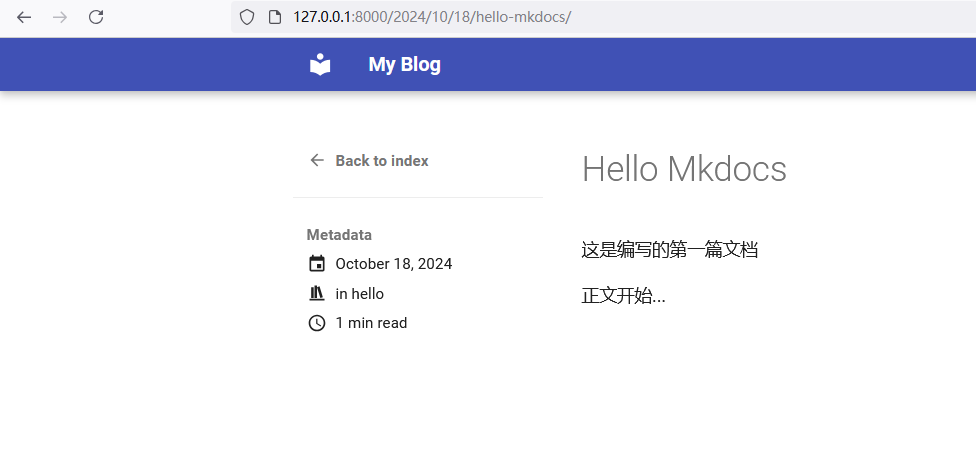 127.0.0.1:8000/2024/10/18/hello-mkdocs/
My Blog
Back to index
Metadata
October 18, 2024
in hello
1 min read
Hello Mkdocs
这是编写的第一篇文档
正文开始...